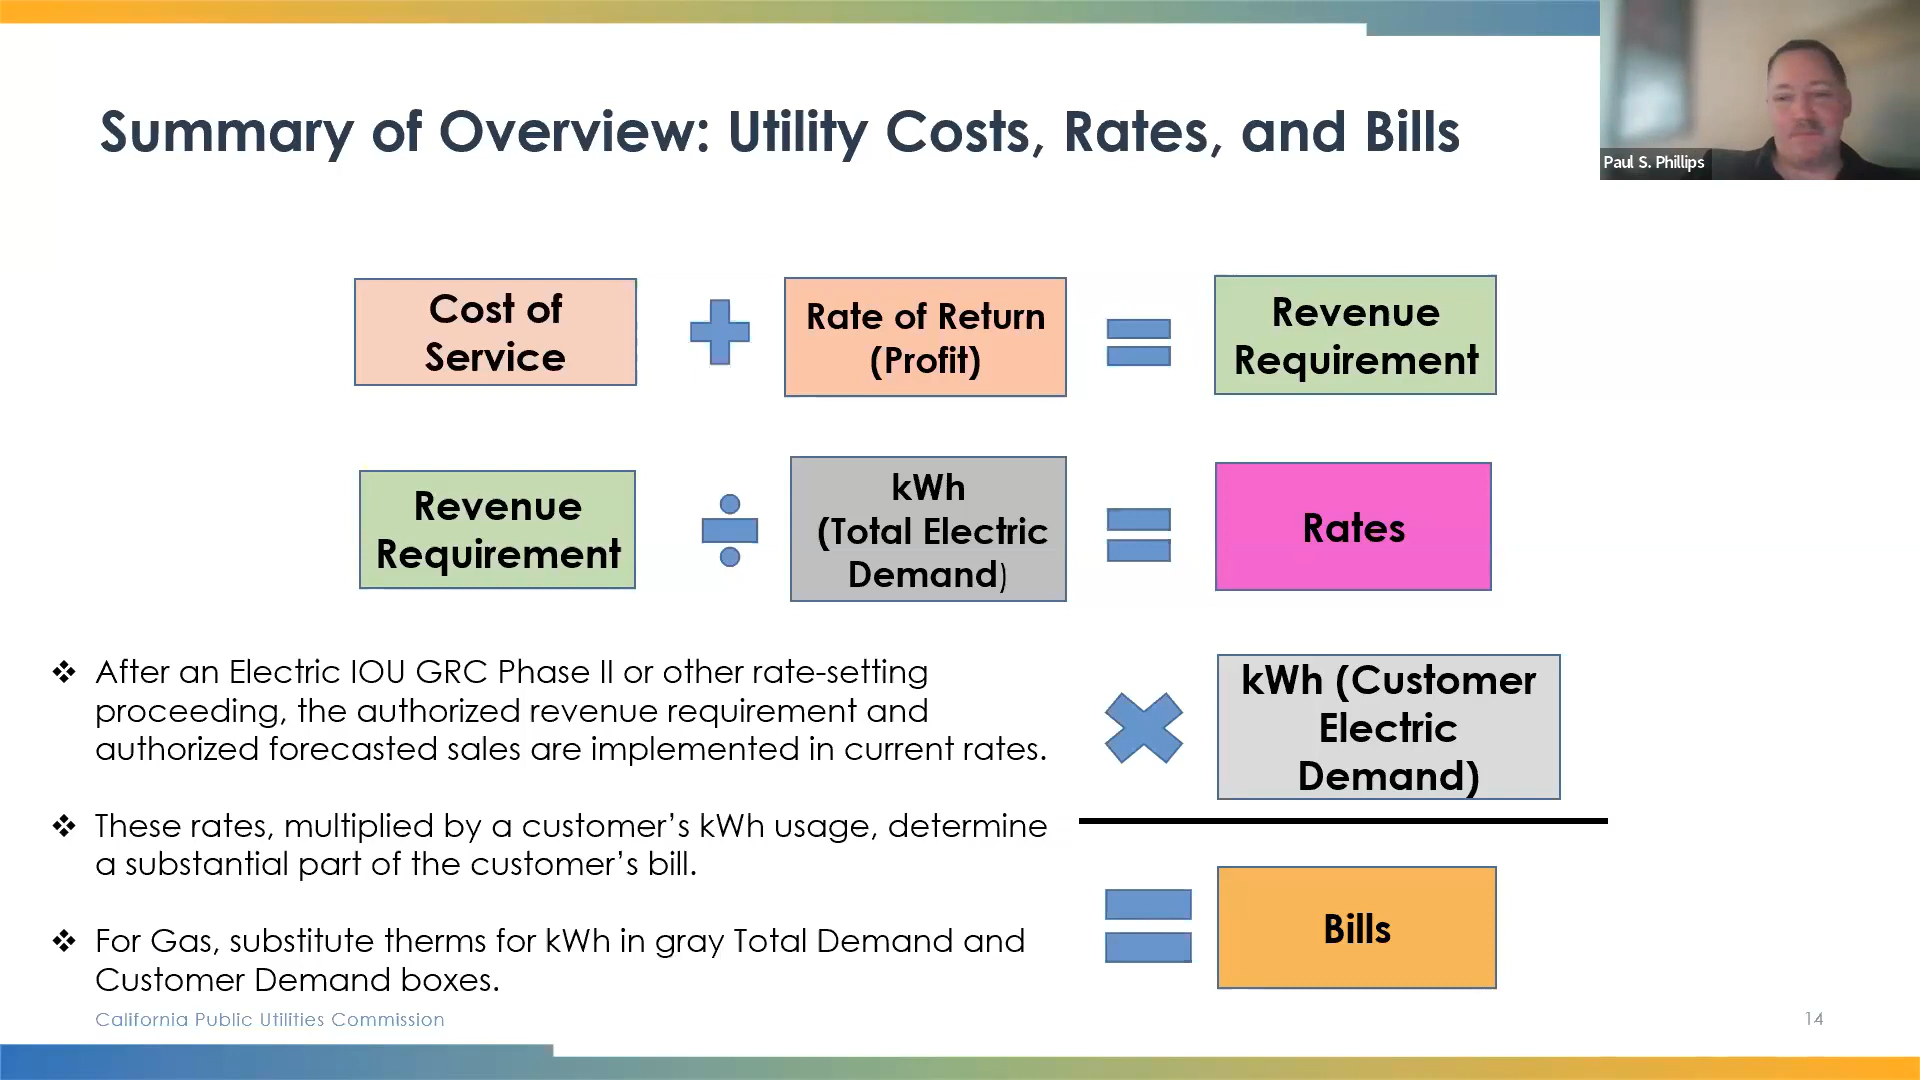 Summary of Overview: Utility Costs, Rates, and Bills
Paul S. Phillips
Cost of
Service
Rate of Return
(Profit)
Revenue
Requirement
Revenue
Requirement
kWh
(Total Electric
Demand)
Rates
❖ After an Electric IOU GRC Phase II or other rate-setting
proceeding, the authorized revenue requirement and
authorized forecasted sales are implemented in current rates.
❖ These rates, multiplied by a customer’s kWh usage, determine
a substantial part of the customer’s bill.
❖ For Gas, substitute therms for kWh in gray Total Demand and
Customer Demand boxes.
kWh (Customer
Electric
Demand)
Bills
California Public Utilities Commission
14